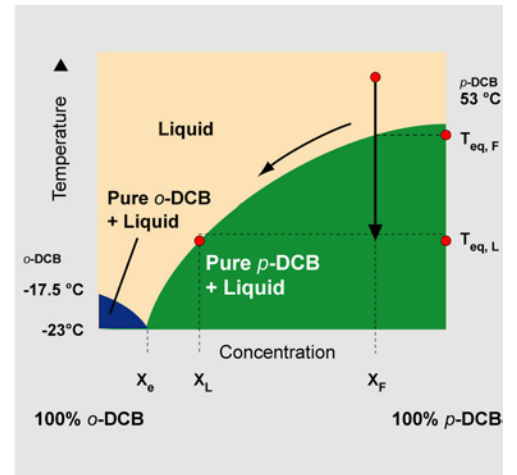 Temperature
p-DCB
53 °C
Liquid
T eq, F
Pure o-DCB
+ Liquid
o-DCB
-17.5 °C
Pure p-DCB
+ Liquid
T eq, L
-23°C
Concentration
X e
X L
X F
100% o-DCB
100% p-DCB